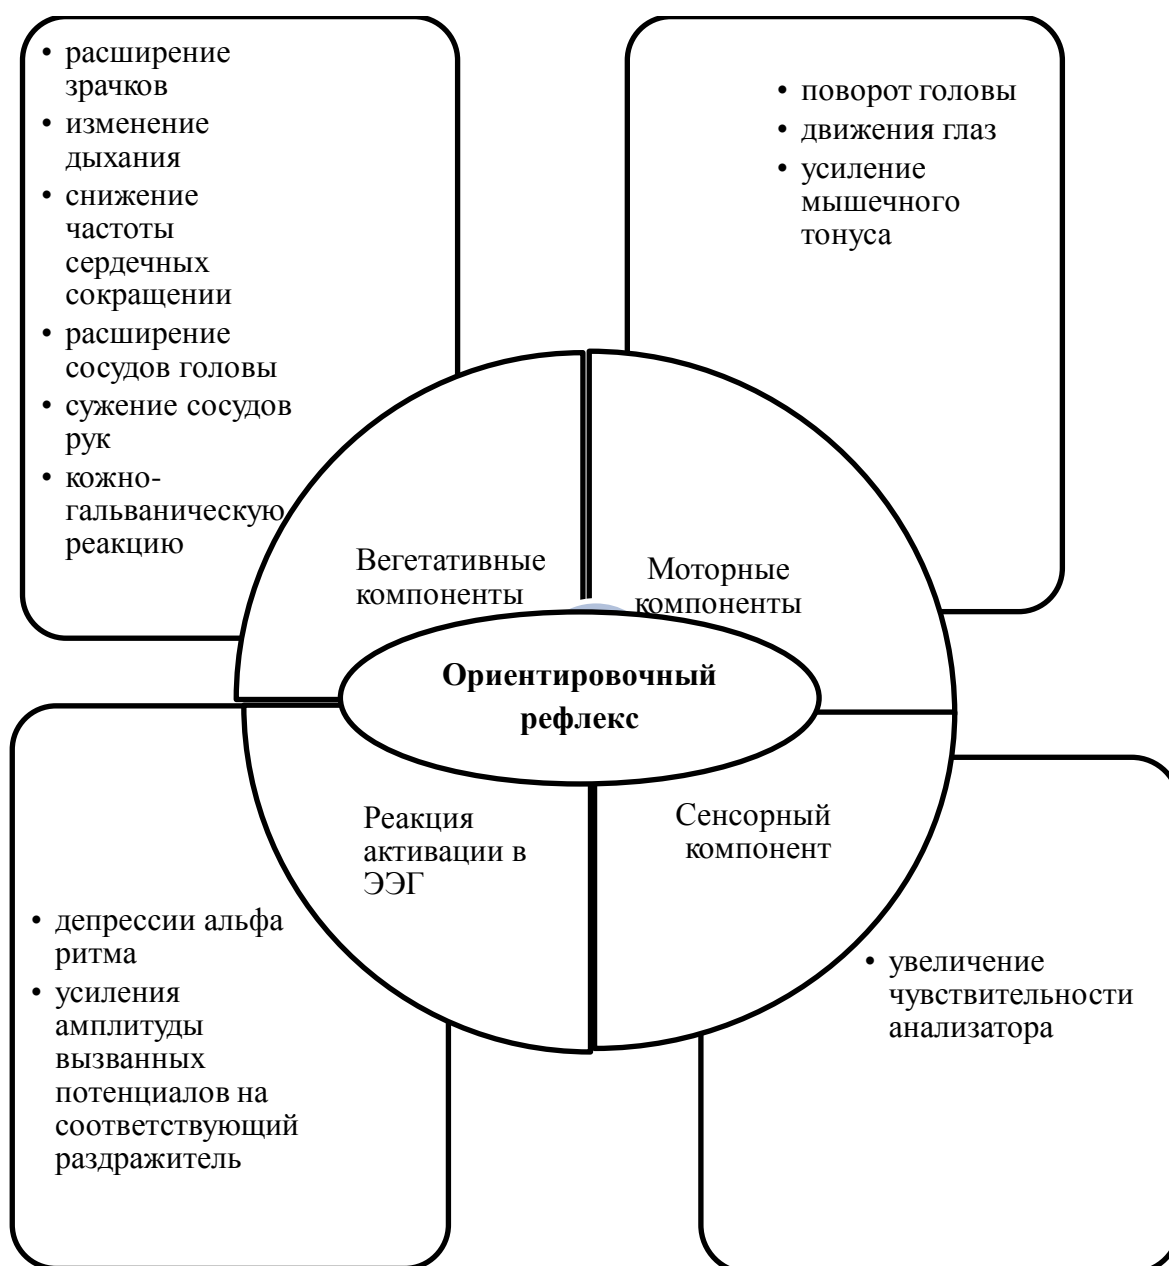 • расширение
зрачков
• изменение
дыхания
• снижение
частоты
сердечных
сокращении
• расширение
сосудов головы
• сужение сосудов
рук
• кожно-
гальваническую
реакцию
• поворот головы
• движения глаз
• усиление
мышечного
тонуса
Вегетативные
компоненты
Моторные
компоненты
Ориентировочный
рефлекс
Реакция
активации в
ЭЭГ
Сенсорный
компонент
• депрессии альфа
ритма
• усиления
амплитуды
вызванных
потенциалов на
соответствующий
раздражитель
• увеличение
чувствительности
анализатора